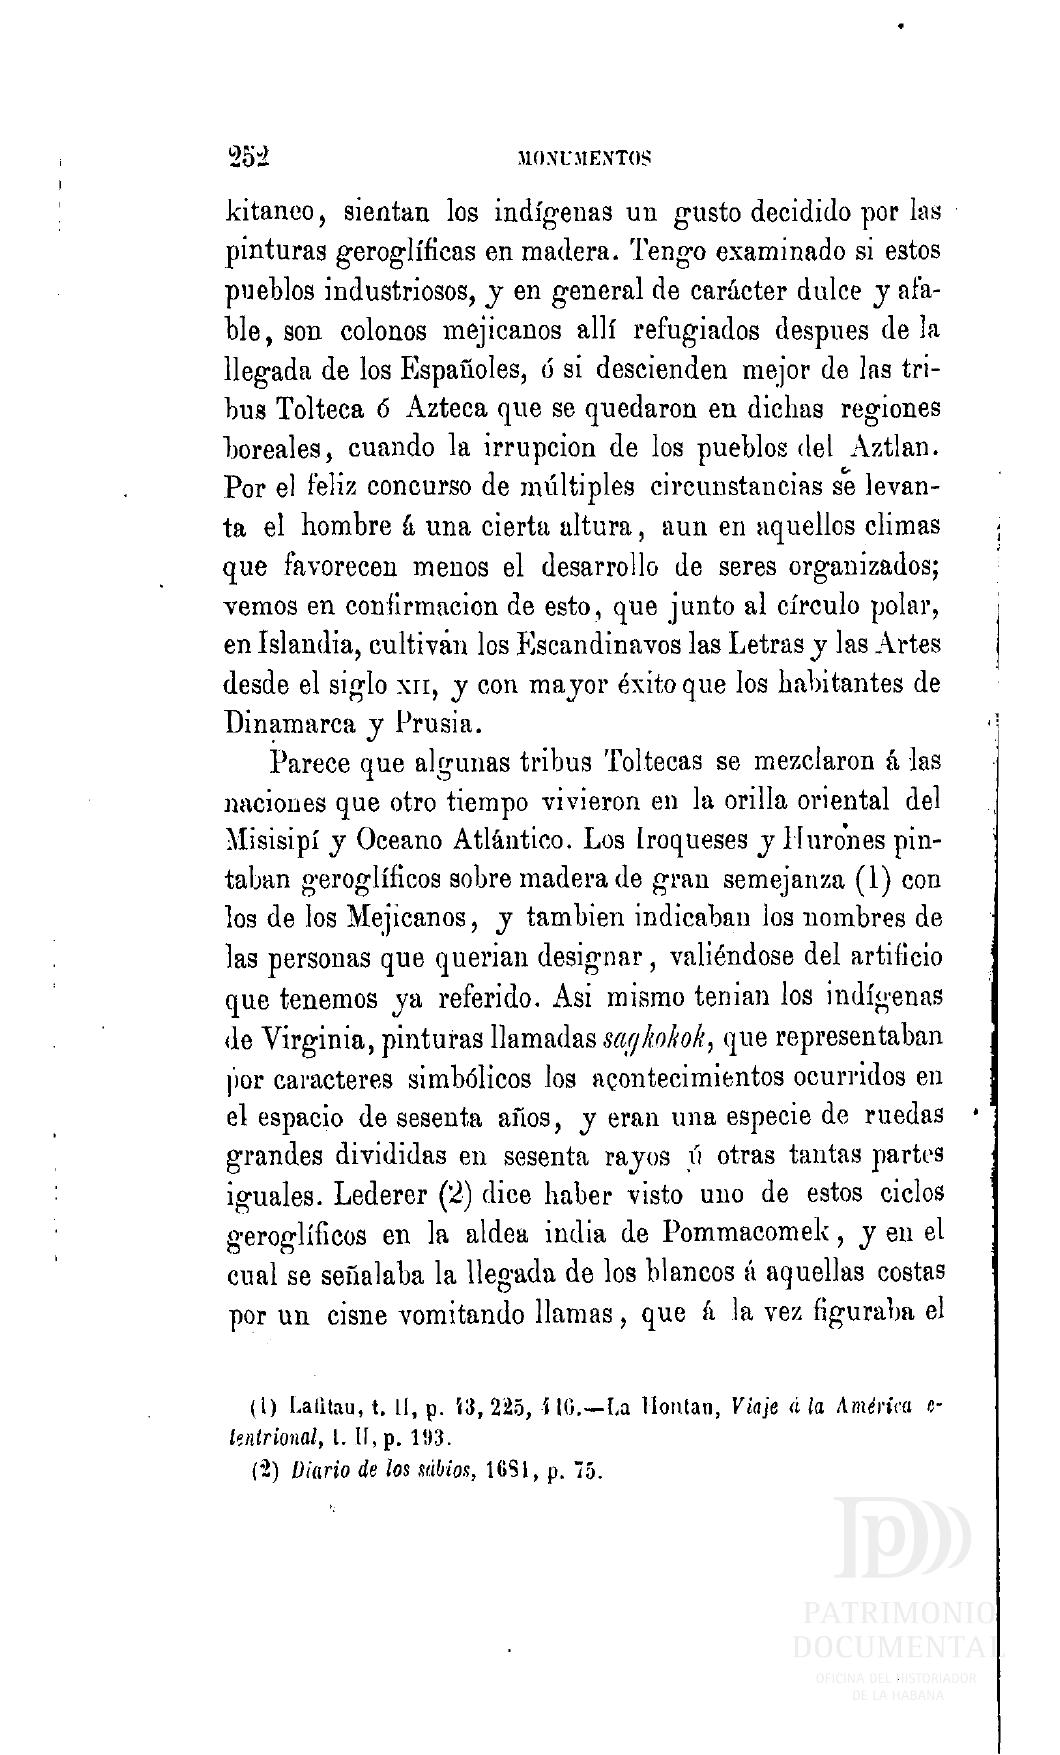 252 MONUMENTOS
kitaneo, sientan los indígenas un gusto decidido por las
pinturas geroglíficas en madera. Tengo examinado si estos
pueblos industriosos, y en general de carácter dulce y afa-
ble, son colonos mejicanos allí refugiados despues de la
llegada de los Españoles, ó si descienden mejor de las tri-
bus Tolteca ó Azteca que se quedaron en dichas regiones
boreales, cuando la irrupcion de los pueblos del Aztlan.
Por el feliz concurso de múltiples circunstancias se levan-
ta el hombre á una cierta altura, aun en aquellos climas
que favorecen menos el desarrollo de seres organizados;
vemos en confirmacion de esto, que junto al círculo polar,
en Islandia, cultivan los Escandinavos las Letras y las Artes
desde el siglo XII, y con mayor éxito que los habitantes de
Dinamarca y Prusia.
Parece que algunas tribus Toltecas se mezclaron á las
naciones que otro tiempo vivieron en la orilla oriental del
Misisipí y Oceano Atlántico. Los Iroqueses y Hurones pin-
taban geroglíficos sobre madera de gran semejanza (1) con
los de los Mejicanos, y tambien indicaban los nombres de
las personas que querian designar, valiéndose del artificio
que tenemos ya referido. Asi mismo tenian los indígenas
de Virginia, pinturas llamadas sagkokok, que representaban
por caracteres simbólicos los acontecimientos ocurridos en
el espacio de sesenta años, y eran una especie de ruedas
grandes divididas en sesenta rayos ú otras tantas partes
iguales. Lederer (2) dice haber visto uno de estos ciclos
geroglíficos en la aldea india de Pommacomek, y en el
cual se señalaba la llegada de los blancos á aquellas costas
por un cisne vomitando llamas, que á la vez figuraba el
(1) Lafitau, t. II, p. 43, 225, 416.—La Hontan, Viaje á la América e-
tentrional, t. II, p. 193.
(2) Diario de los sábios, 1681, p. 75.
PATRIMONIO
DOCUMENTAL
OFICINA DEL HISTORIADOR
DE LA HABANA